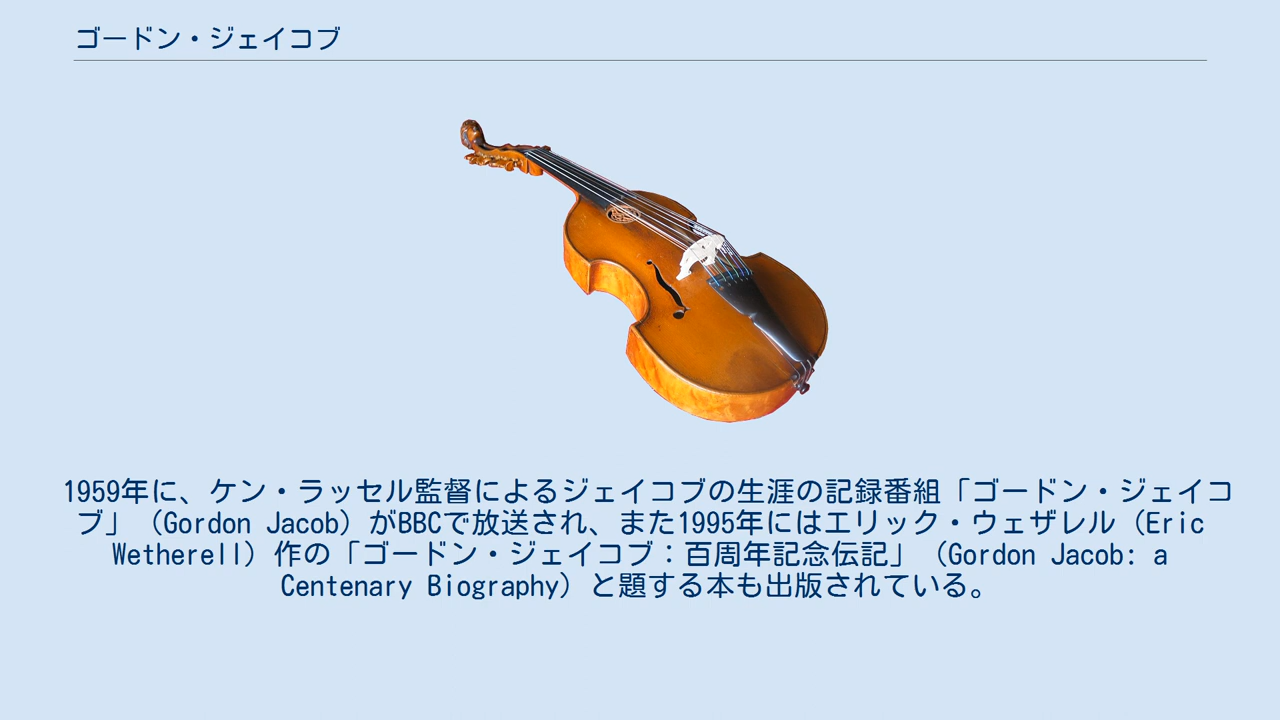 ゴードン・ジェイコブ
1959年に、ケン・ラッセル監督によるジェイコブの生涯の記録番組「ゴードン・ジェイコ
ブ」（Gordon Jacob）がBBCで放送され、また1995年にはエリック・ウェザレル（Eric
Wetherell）作の「ゴードン・ジェイコブ：百周年記念伝記」（Gordon Jacob: a
Centenary Biography）と題する本も出版されている。